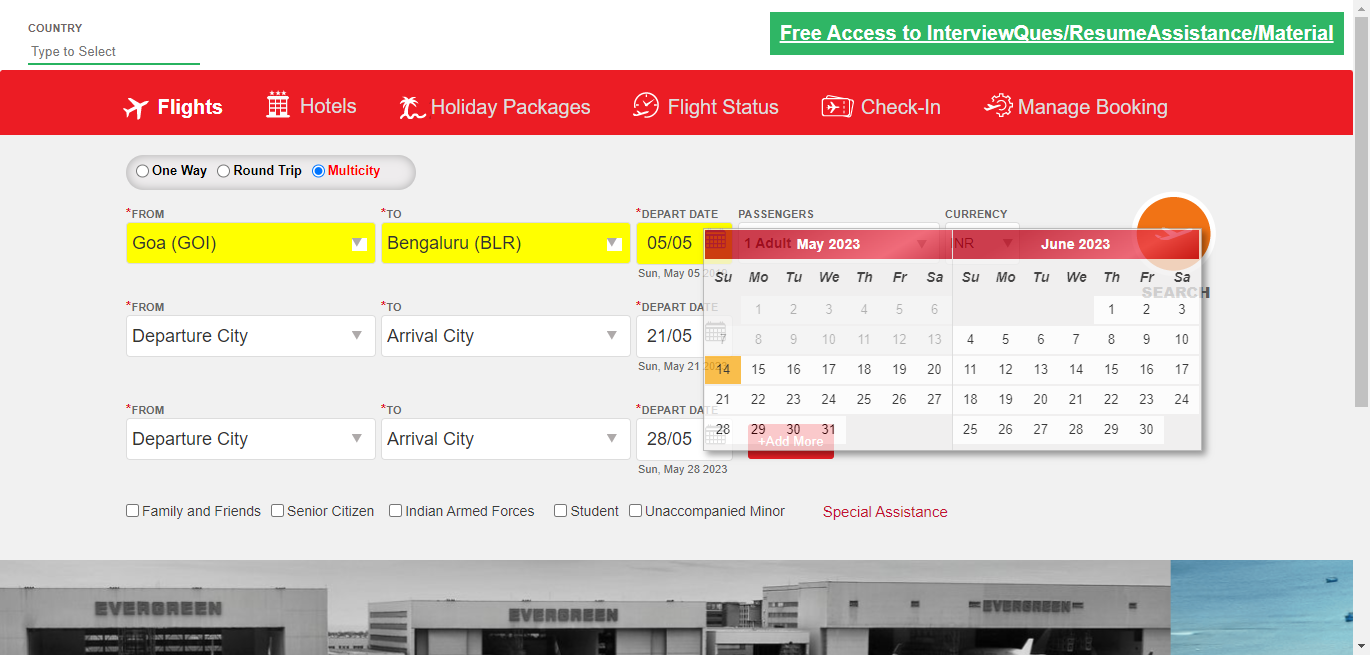 COUNTRY
Type to Select
Free Access to InterviewQues/ResumeAssistance/Material
Flights Hotels Holiday Packages Flight Status Check-In Manage Booking
One Way Round Trip Multicity
*FROM *TO *DEPART DATE PASSENGERS CURRENCY
Goa (GOI) Bengaluru (BLR) 05/05 1 Adult INR
Sun, May 05
May 2023 June 2023
Su Mo Tu We Th Fr Sa Su Mo Tu We Th Fr Sa
SEARCH
1 2 3 4 5 6 1 2 3
7 8 9 10 11 12 13 4 5 6 7 8 9 10
14 15 16 17 18 19 20 11 12 13 14 15 16 17
21 22 23 24 25 26 27 18 19 20 21 22 23 24
28 29 30 31 25 26 27 28 29 30
*FROM *TO *DEPART DATE
Departure City Arrival City 21/05
Sun, May 21
*FROM *TO *DEPART DATE
Departure City Arrival City 28/05 +Add More
Sun, May 28 2023
Family and Friends Senior Citizen Indian Armed Forces Student Unaccompanied Minor Special Assistance
EVERGREEN EVERGREEN EVERGREEN